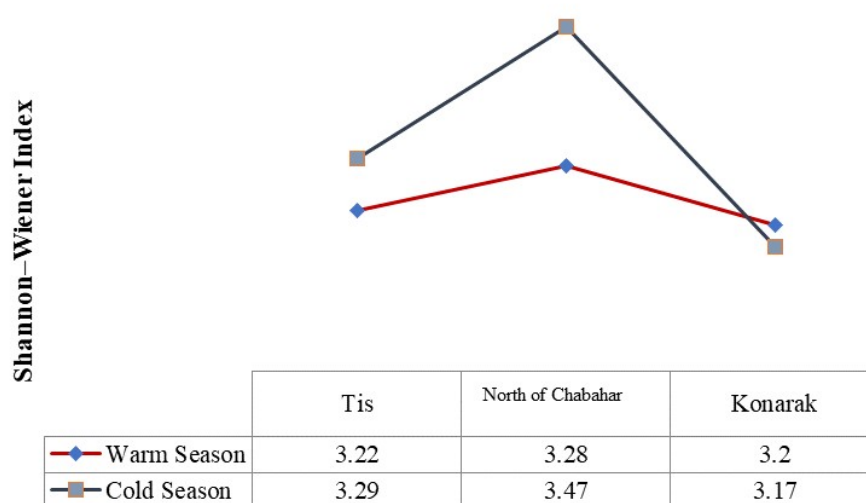 Shannon–Wiener Index
Tis North of Chabahar Konarak
Warm Season 3.22 3.28 3.2
Cold Season 3.29 3.47 3.17